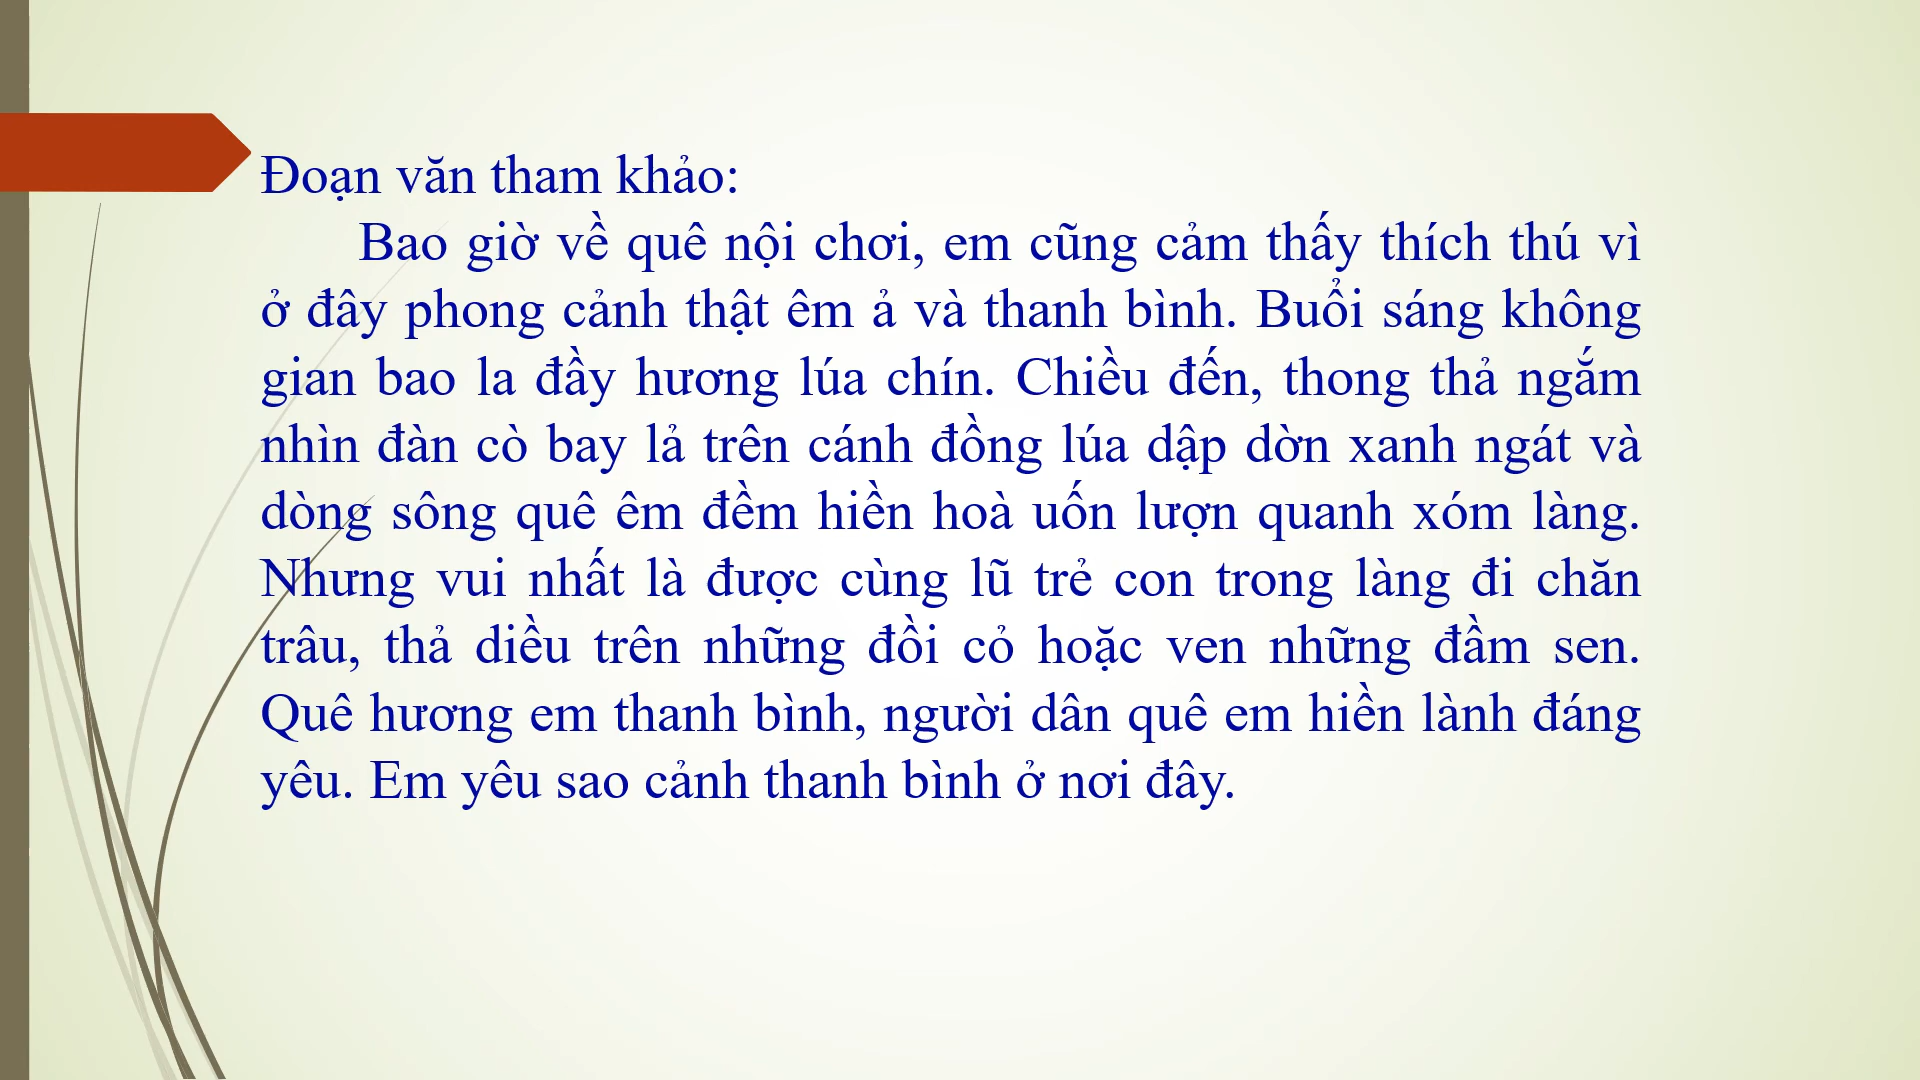 Đoạn văn tham khảo:
Bao giờ về quê nội chơi, em cũng cảm thấy thích thú vì
ở đây phong cảnh thật êm ả và thanh bình. Buổi sáng không
gian bao la đầy hương lúa chín. Chiều đến, thong thả ngắm
nhìn đàn cò bay lả trên cánh đồng lúa dập dờn xanh ngát và
dòng sông quê êm đềm hiền hoà uốn lượn quanh xóm làng.
Nhưng vui nhất là được cùng lũ trẻ con trong làng đi chăn
trâu, thả diều trên những đồi cỏ hoặc ven những đầm sen.
Quê hương em thanh bình, người dân quê em hiền lành đáng
yêu. Em yêu sao cảnh thanh bình ở nơi đây.